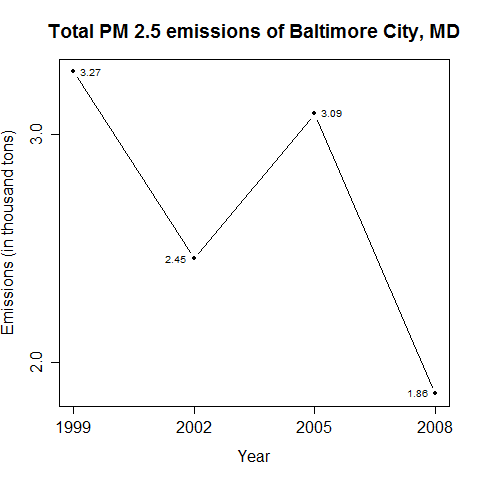 Total PM 2.5 emissions of Baltimore City, MD
Emissions (in thousand tons)
3.0
2.0
3.27
2.45
3.09
1.86
1999 2002 2005 2008
Year